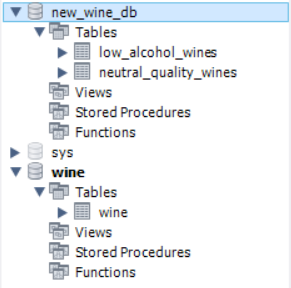 new_wine_db
Tables
low_alcohol_wines
neutral_quality_wines
Views
Stored Procedures
Functions
sys
wine
Tables
wine
Views
Stored Procedures
Functions